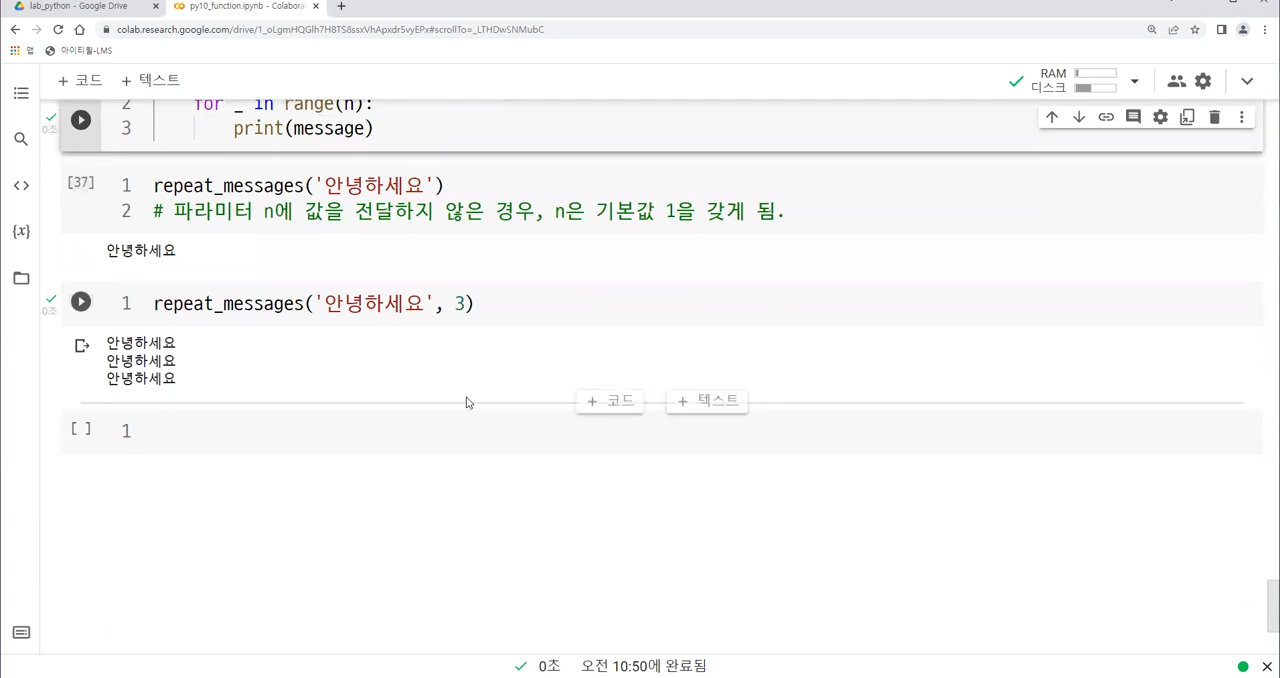 lab_python - Google Drive
py10_function.ipynb - Colaborat
colab.research.google.com/drive/1_oLgmHQGlh7H8TS8ssxVhApxdr5vyEPx#scrollTo=_LTHDwSNMubC
앱
아이티윌-LMS
+ 코드 + 텍스트
RAM
디스크
2 for _ in range(n):
0초
3 print(message)
[37]
1 repeat_messages('안녕하세요')
2 # 파라미터 n에 값을 전달하지 않은 경우, n은 기본값 1을 갖게 됨.
안녕하세요
0초
1 repeat_messages('안녕하세요', 3)
안녕하세요
안녕하세요
안녕하세요
+ 코드 + 텍스트
[ ] 1
0초 오전 10:50에 완료됨